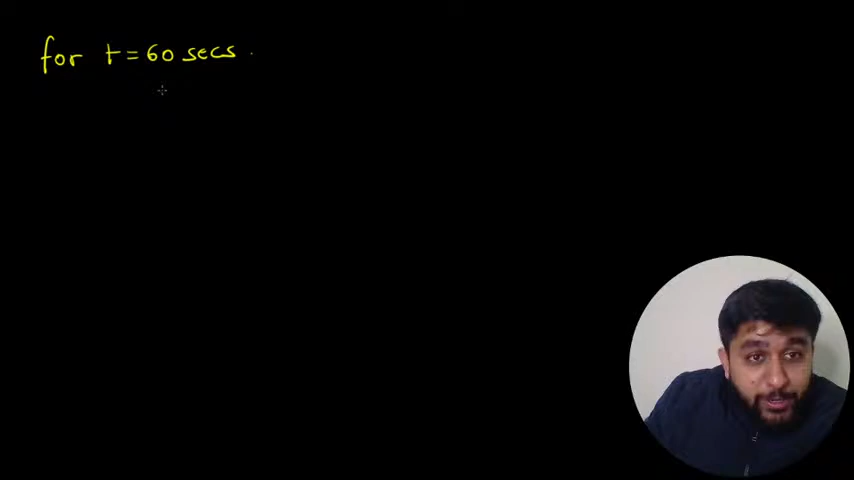 for t = 60 secs